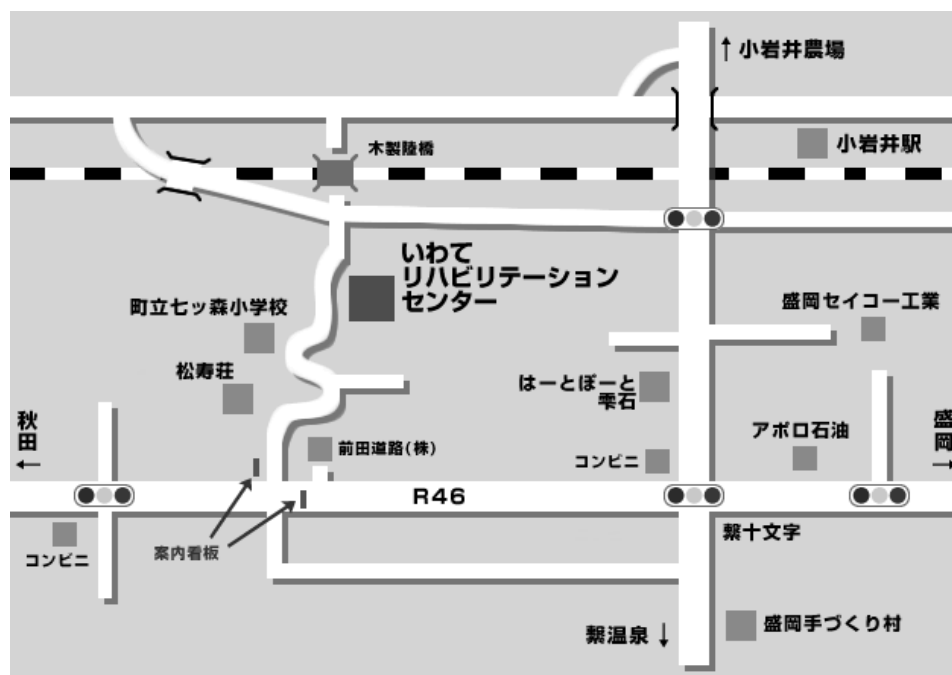 ↑小岩井農場
小岩井駅
木製陸橋
いわて
リハビリテーション
センター
町立七ッ森小学校
盛岡セイコー工業
松寿荘
はーとぽーと
雫石
秋田
←
盛岡
→
アポロ石油
前田道路(株)
コンビニ
R46
繋十文字
案内看板
コンビニ
繋温泉↓
盛岡手づくり村